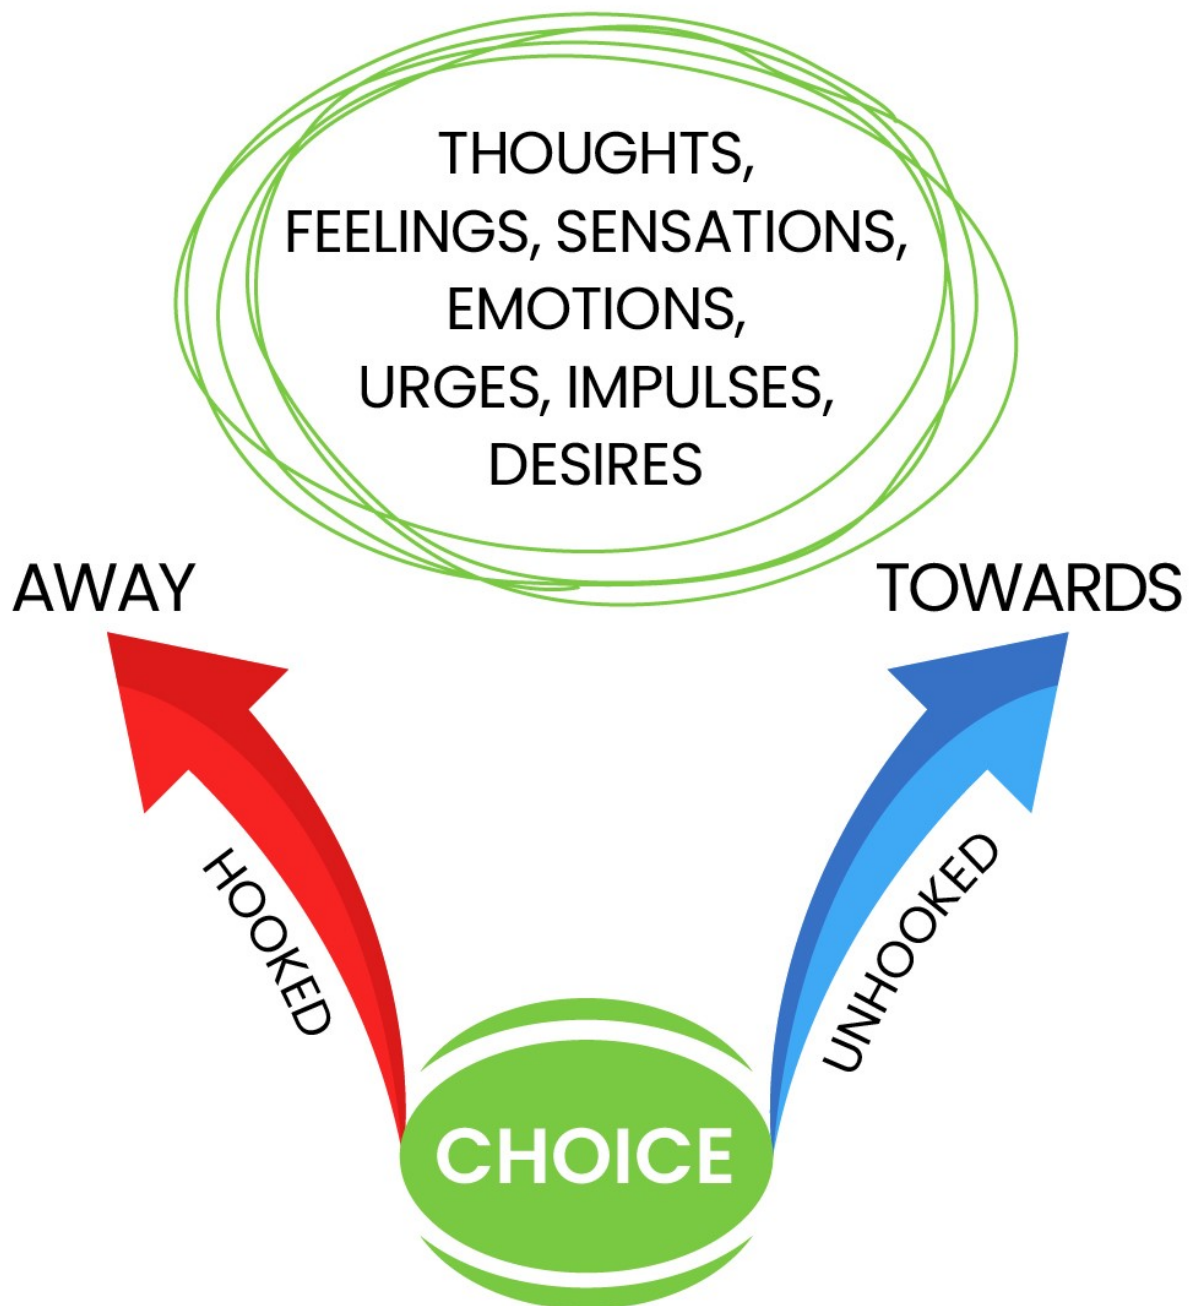 THOUGHTS,
FEELINGS, SENSATIONS,
EMOTIONS,
URGES, IMPULSES,
DESIRES
AWAY
TOWARDS
HOOKED
UNHOOKED
CHOICE